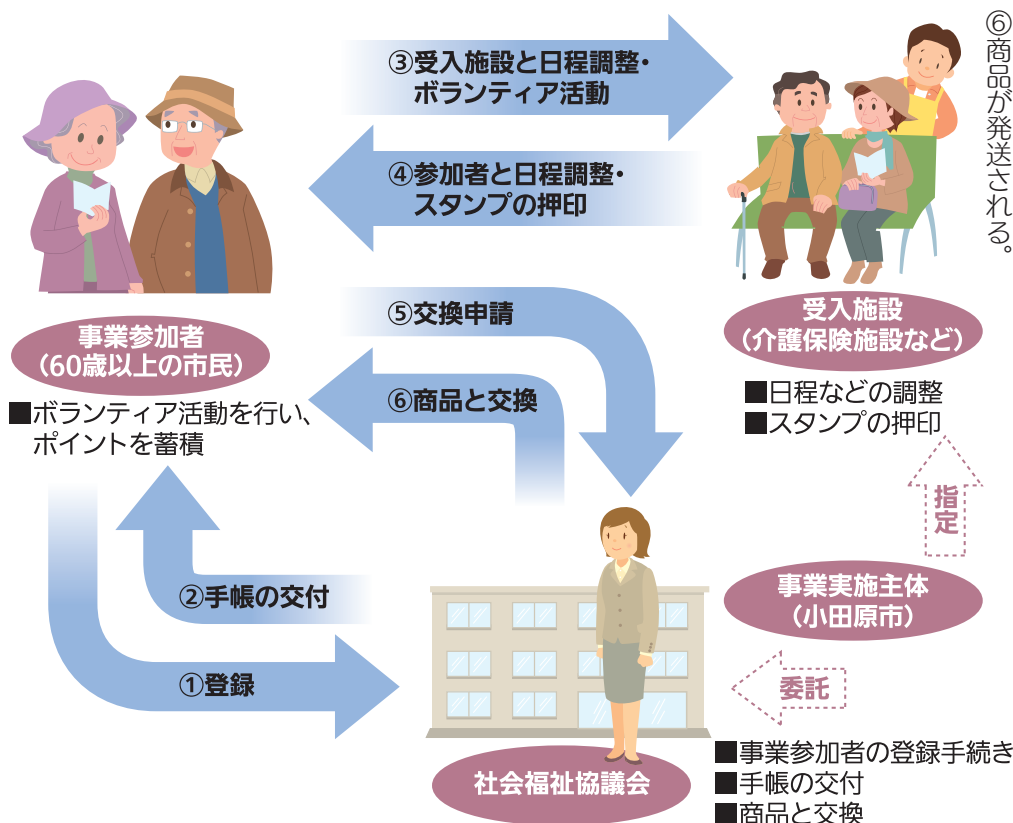 ③受入施設と日程調整・
ボランティア活動
④参加者と日程調整・
スタンプの押印
⑥商品が発送される。
事業参加者
（60歳以上の市民）
■ボランティア活動を行い、
ポイントを蓄積
受入施設
（介護保険施設など）
■日程などの調整
■スタンプの押印
⑤交換申請
⑥商品と交換
指定
②手帳の交付
①登録
事業実施主体
（小田原市）
委託
社会福祉協議会
■事業参加者の登録手続き
■手帳の交付
■商品と交換